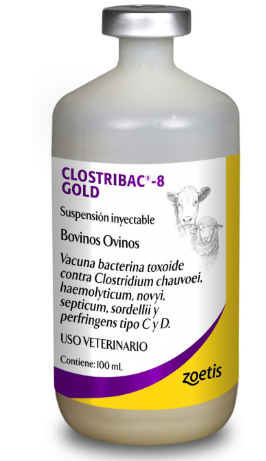 CLOSTRIBAC®-8
GOLD
Suspensión inyectable
Bovinos Ovinos
Vacuna bacterina toxoide
contra Clostridium chauvoei,
haemolyticum, novyi,
septicum, sordellii y
perfringens tipo C y D.
USO VETERINARIO
Contiene: 100 mL
zoetis